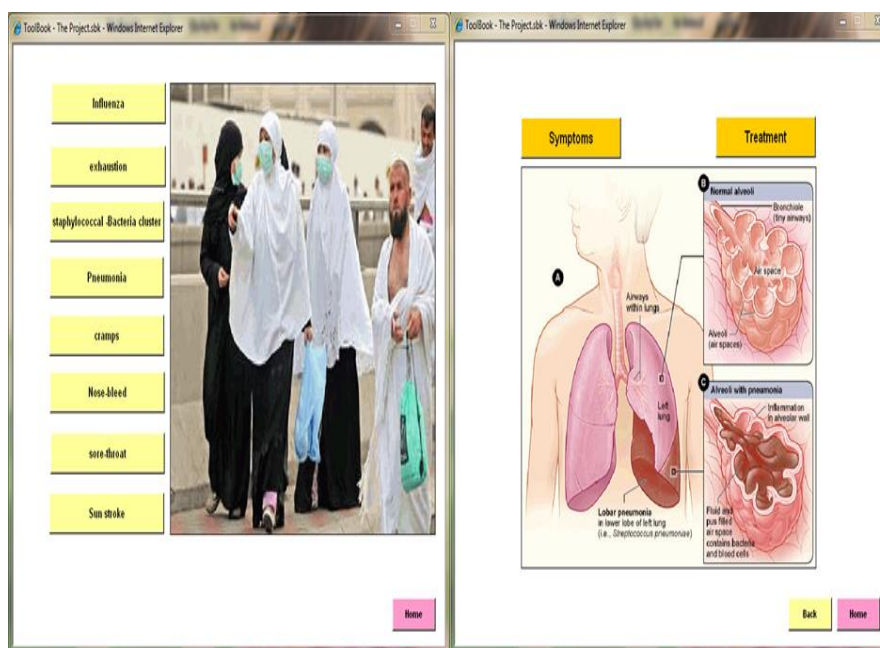 ToolBook - The Project.sbk - Windows Internet Explorer
Influenza
exhaustion
staphylococcal -Bacteria cluster
Pneumonia
cramps
Nose-bleed
sore-throat
Sun stroke
Home
ToolBook - The Project.sbk - Windows Internet Explorer
Symptoms
Treatment
A
Airways
within lungs
Left
lung
Lobar pneumonia
in lower lobe of left lung
(i.e., Streptococcus pneumoniae)
B
Normal alveoli
Bronchiole
(tiny airways)
Air space
Alveoli
(air spaces)
C
Alveoli with pneumonia
Inflammation
in alveolar wall
Fluid and
pus filled
air space
contains bacteria
and blood cells
Back
Home